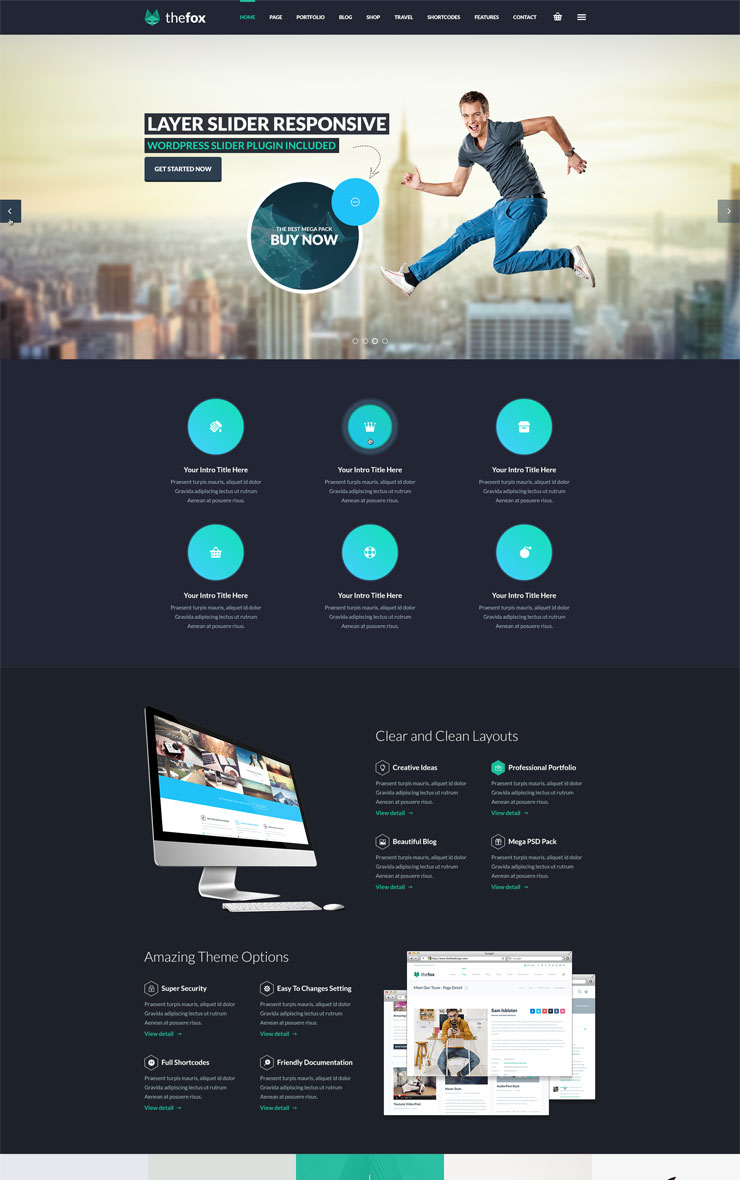 thefox
HOME PAGE PORTFOLIO BLOG SHOP TRAVEL SHORTCODES FEATURES CONTACT
LAYER SLIDER RESPONSIVE
WORDPRESS SLIDER PLUGIN INCLUDED
GET STARTED NOW
THE BEST MEGA PACK
BUY NOW
Your Intro Title Here
Praesent turpis mauris, aliquet id dolor
Gravida adipiscing lectus ut rutrum
Aenean at posuere risus.
Your Intro Title Here
Praesent turpis mauris, aliquet id dolor
Gravida adipiscing lectus ut rutrum
Aenean at posuere risus.
Your Intro Title Here
Praesent turpis mauris, aliquet id dolor
Gravida adipiscing lectus ut rutrum
Aenean at posuere risus.
Your Intro Title Here
Praesent turpis mauris, aliquet id dolor
Gravida adipiscing lectus ut rutrum
Aenean at posuere risus.
Your Intro Title Here
Praesent turpis mauris, aliquet id dolor
Gravida adipiscing lectus ut rutrum
Aenean at posuere risus.
Your Intro Title Here
Praesent turpis mauris, aliquet id dolor
Gravida adipiscing lectus ut rutrum
Aenean at posuere risus.
Clear and Clean Layouts
Creative Ideas
Praesent turpis mauris, aliquet id dolor
Gravida adipiscing lectus ut rutrum
Aenean at posuere risus.
View detail →
Professional Portfolio
Praesent turpis mauris, aliquet id dolor
Gravida adipiscing lectus ut rutrum
Aenean at posuere risus.
View detail →
Beautiful Blog
Praesent turpis mauris, aliquet id dolor
Gravida adipiscing lectus ut rutrum
Aenean at posuere risus.
View detail →
Mega PSD Pack
Praesent turpis mauris, aliquet id dolor
Gravida adipiscing lectus ut rutrum
Aenean at posuere risus.
View detail →
Amazing Theme Options
Super Security
Praesent turpis mauris, aliquet id dolor
Gravida adipiscing lectus ut rutrum
Aenean at posuere risus.
View detail →
Easy To Changes Setting
Praesent turpis mauris, aliquet id dolor
Gravida adipiscing lectus ut rutrum
Aenean at posuere risus.
View detail →
Full Shortcodes
Praesent turpis mauris, aliquet id dolor
Gravida adipiscing lectus ut rutrum
Aenean at posuere risus.
View detail →
Friendly Documentation
Praesent turpis mauris, aliquet id dolor
Gravida adipiscing lectus ut rutrum
Aenean at posuere risus.
View detail →
Google
thefox
Meet Our Team - Page Detail
Sam Isbbster